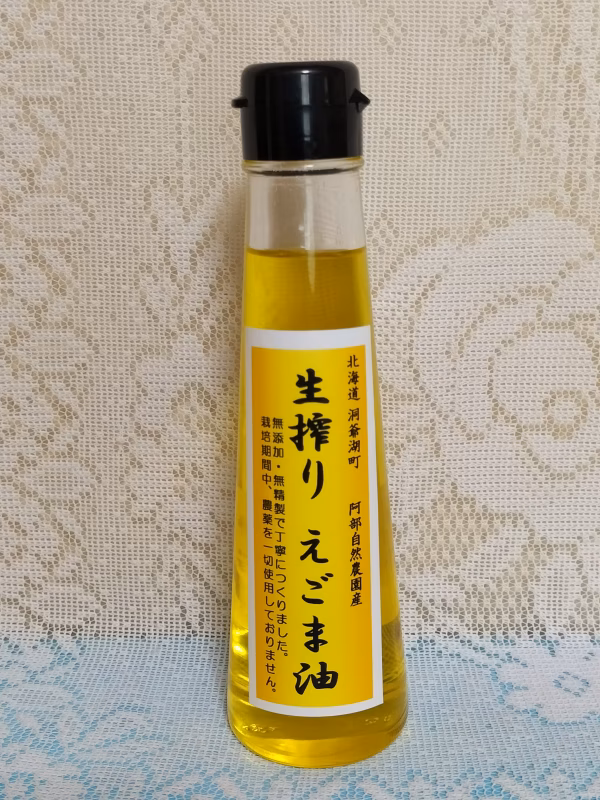 北海道 洞爺湖町 阿部自然農園産
生搾り えごま油
無添加・無精製で丁寧につくりました。
栽培期間中、農薬を一切使用しておりません。